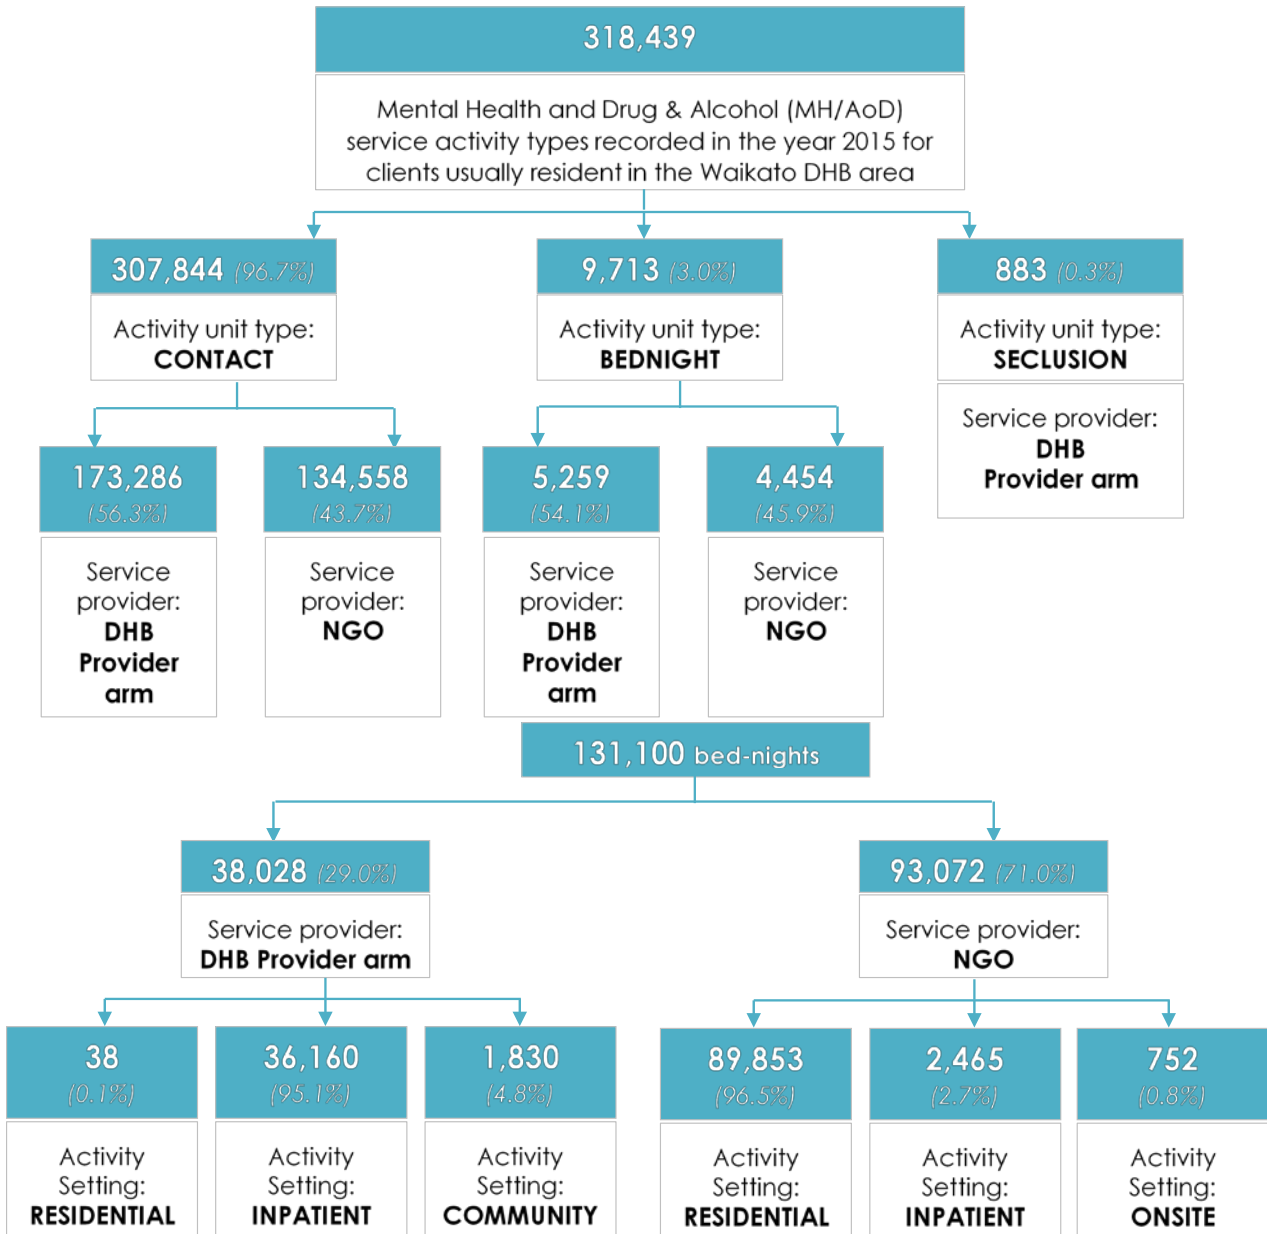 318,439
Mental Health and Drug & Alcohol (MH/AoD)
service activity types recorded in the year 2015 for
clients usually resident in the Waikato DHB area
307,844 (96.7%)
Activity unit type:
CONTACT
9,713 (3.0%)
Activity unit type:
BEDNIGHT
883 (0.3%)
Activity unit type:
SECLUSION
Service provider:
DHB
Provider arm
173,286
(56.3%)
Service
provider:
DHB
Provider
arm
134,558
(43.7%)
Service
provider:
NGO
5,259
(54.1%)
Service
provider:
DHB
Provider
arm
4,454
(45.9%)
Service
provider:
NGO
131,100 bed-nights
38,028 (29.0%)
Service provider:
DHB Provider arm
93,072 (71.0%)
Service provider:
NGO
38
(0.1%)
Activity
Setting:
RESIDENTIAL
36,160
(95.1%)
Activity
Setting:
INPATIENT
1,830
(4.8%)
Activity
Setting:
COMMUNITY
89,853
(96.5%)
Activity
Setting:
RESIDENTIAL
2,465
(2.7%)
Activity
Setting:
INPATIENT
752
(0.8%)
Activity
Setting:
ONSITE